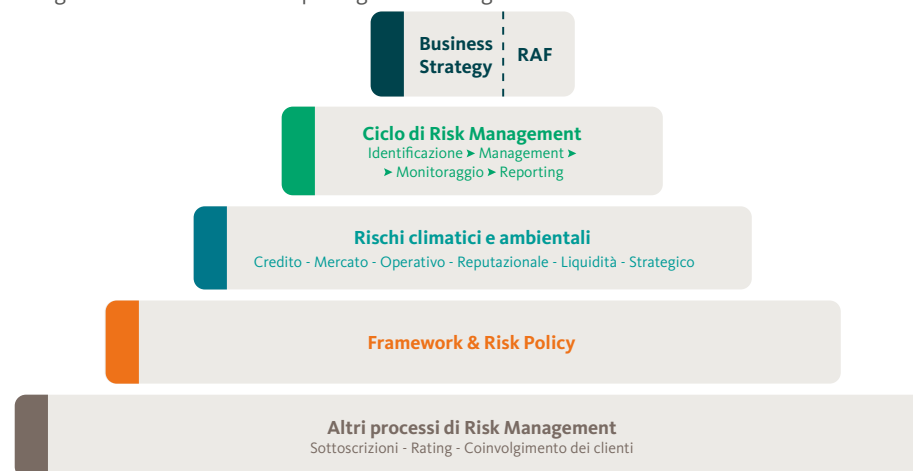 Business
Strategy
RAF
Ciclo di Risk Management
Identificazione ➤ Management ➤
➤ Monitoraggio ➤ Reporting
Rischi climatici e ambientali
Credito - Mercato - Operativo - Reputazionale - Liquidità - Strategico
Framework & Risk Policy
Altri processi di Risk Management
Sottoscrizioni - Rating - Coinvolgimento dei clienti